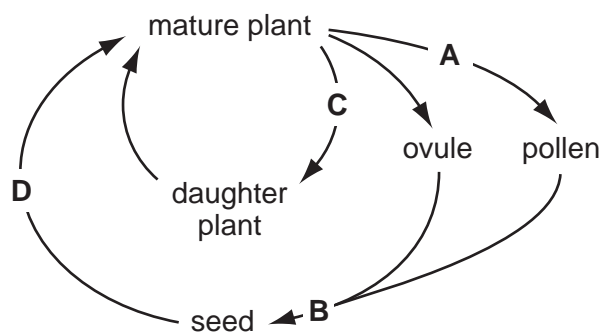 mature plant
A
C
ovule
pollen
D
daughter
plant
B
seed